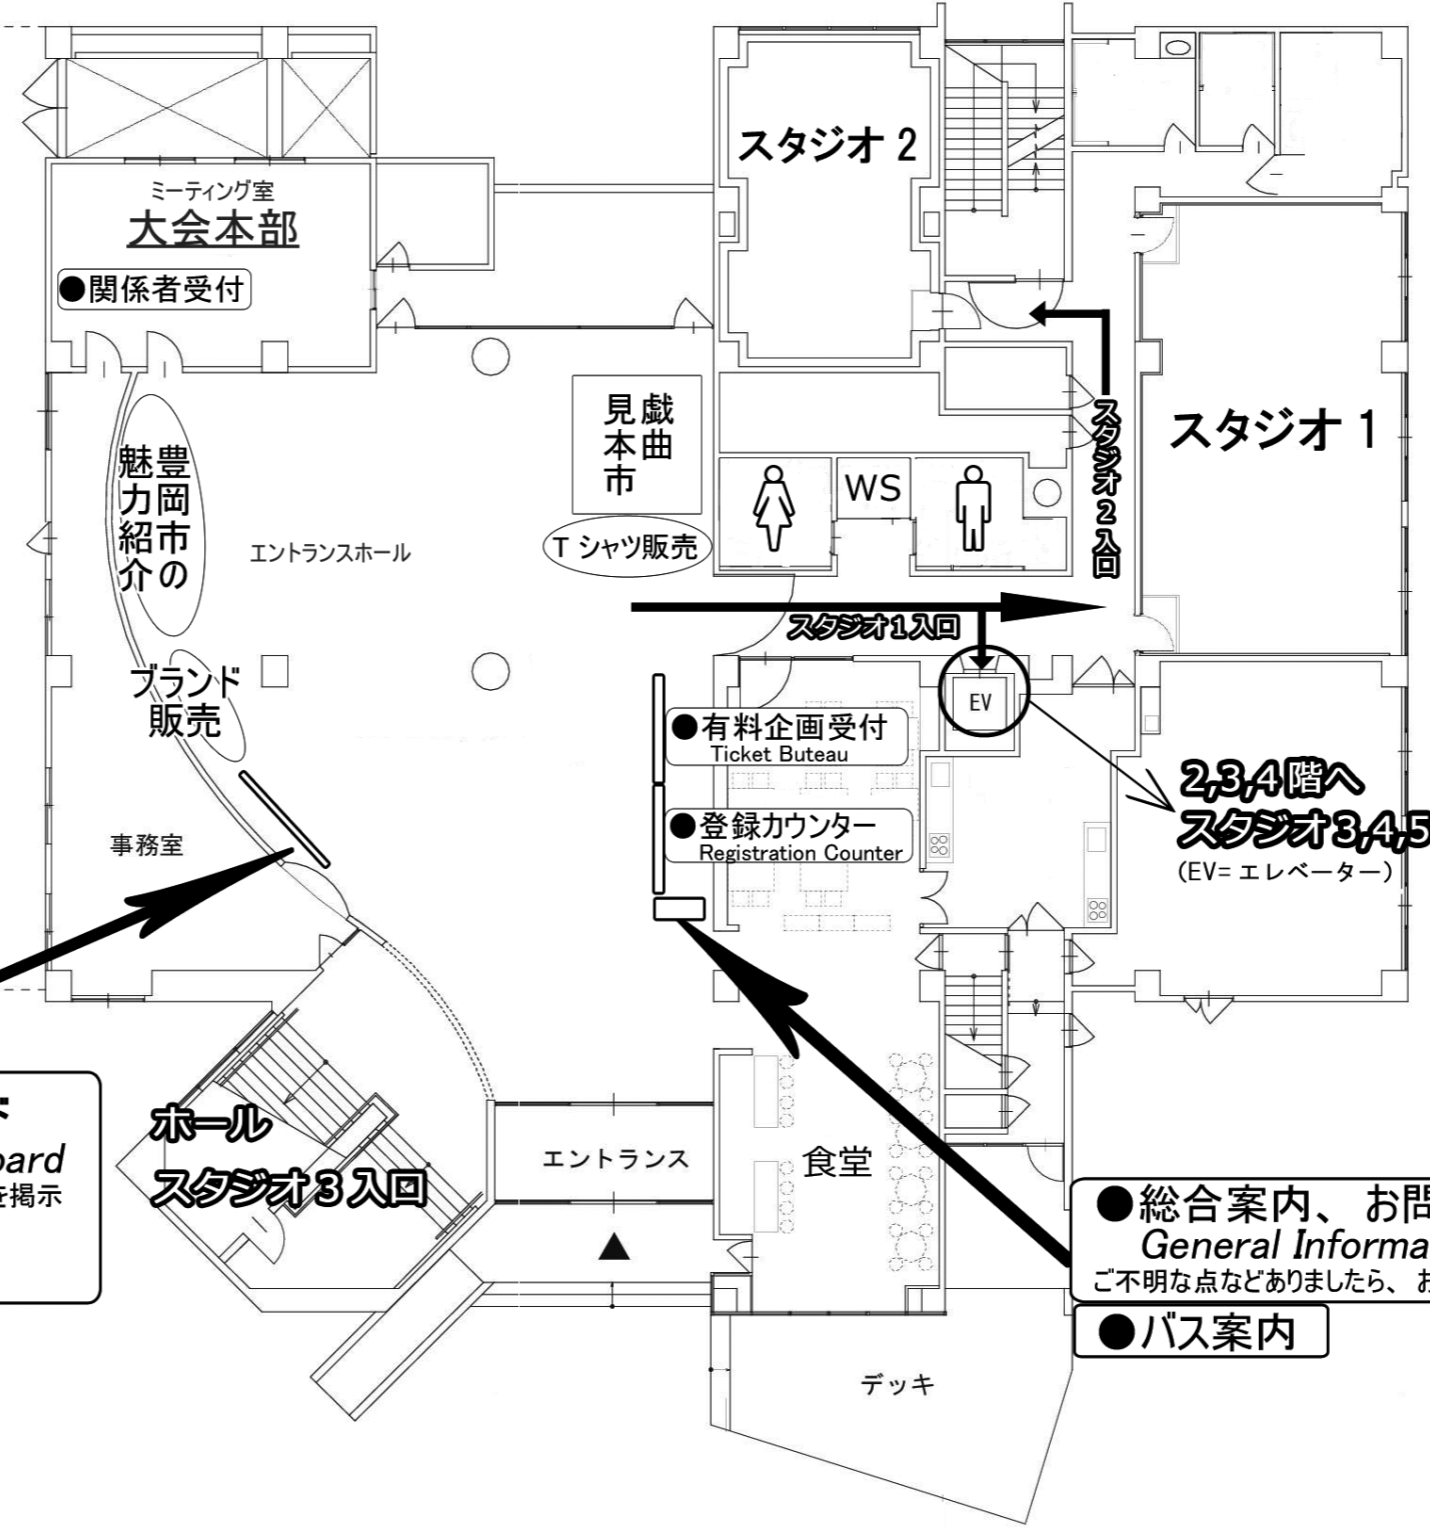 スタジオ 2
ミーティング室
大会本部
●関係者受付
戯曲
見本市
Tシャツ販売
WS
スタジオ2入口
スタジオ 1
豊岡市の
魅力紹介
エントランスホール
スタジオ1入口
EV
ブランド
販売
●有料企画受付
Ticket Buteau
●登録カウンター
Registration Counter
2,3,4階へ
スタジオ3,4,5
(EV= エレベーター)
事務室
oard
を掲示
ホール
スタジオ3入口
エントランス
食堂
●総合案内、お問
General Informa
ご不明な点などありましたら、お
●バス案内
デッキ